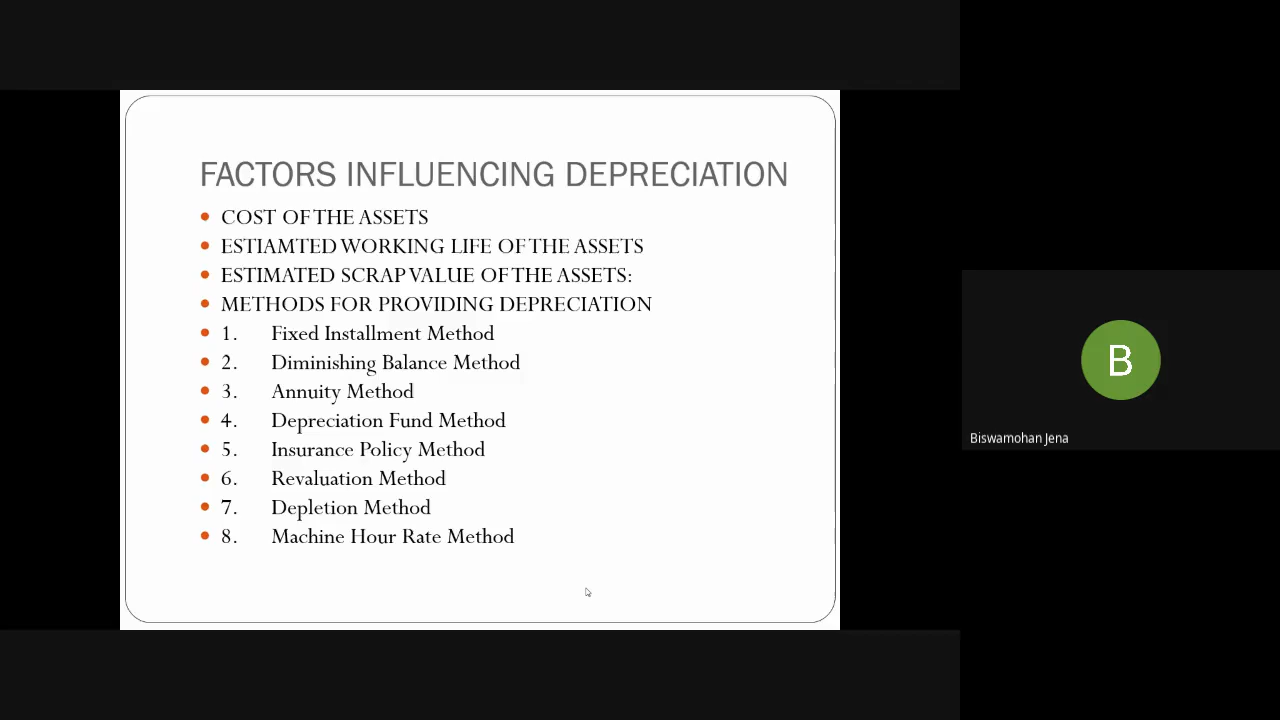 FACTORS INFLUENCING DEPRECIATION
COST OF THE ASSETS
ESTIAMTED WORKING LIFE OF THE ASSETS
ESTIMATED SCRAP VALUE OF THE ASSETS:
METHODS FOR PROVIDING DEPRECIATION
1. Fixed Installment Method
2. Diminishing Balance Method
3. Annuity Method
4. Depreciation Fund Method
5. Insurance Policy Method
6. Revaluation Method
7. Depletion Method
8. Machine Hour Rate Method
B
Biswamohan Jena